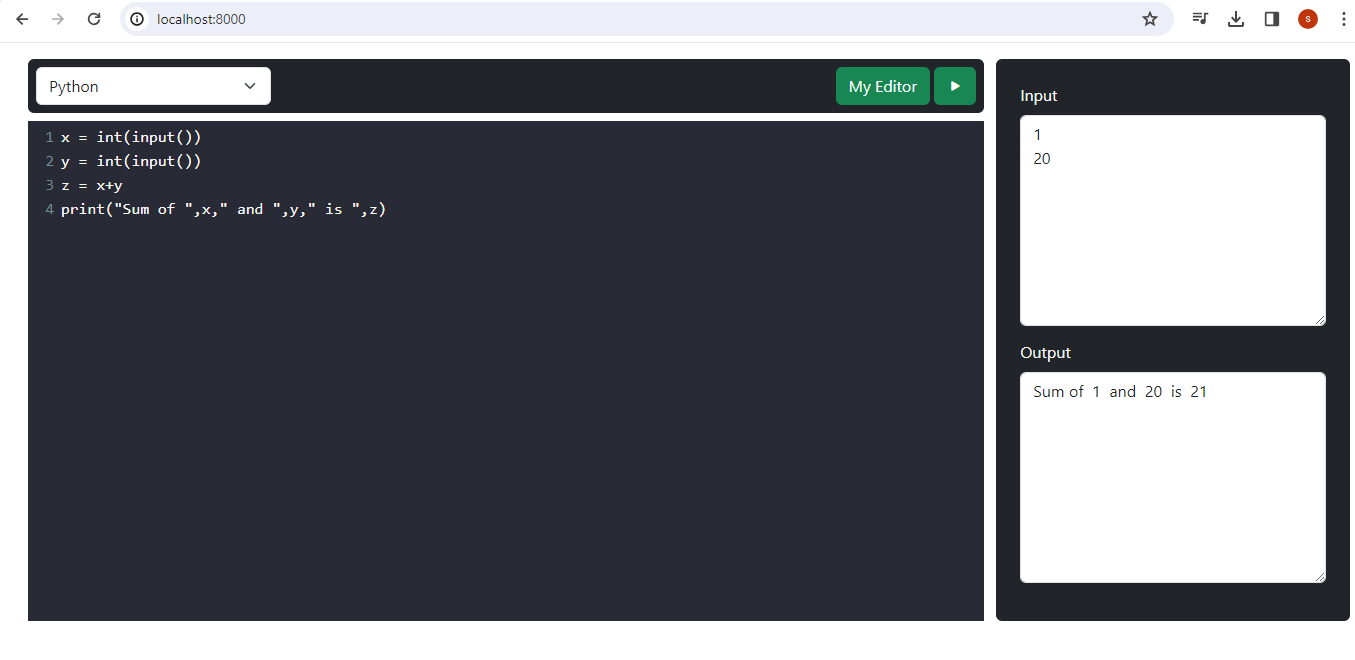 localhost:8000
s
Python
My Editor
1 x = int(input())
2 y = int(input())
3 z = x+y
4 print("Sum of ",x," and ",y," is ",z)
Input
1
20
Output
Sum of  1  and  20  is  21